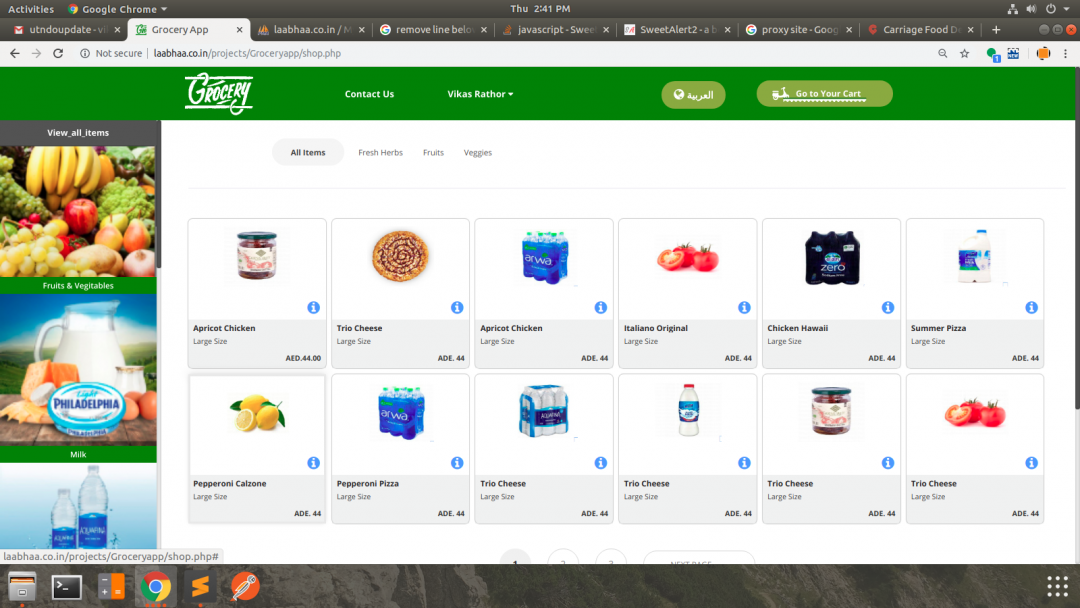 Activities
Google Chrome
Thu 2:41 PM
utndoupdate - vi
Grocery App
laabhaa.co.in / M
remove line belo
javascript - Sweet
SweetAlert2 - a b
proxy site - Goog
Carriage Food De
Not secure
laabhaa.co.in/projects/Groceryapp/shop.php
GROCERY
Contact Us
Vikas Rathor
العربية
Go to Your Cart
View_all_items
All Items
Fresh Herbs
Fruits
Veggies
Fruits & Vegitables
Light
PHILADELPHIA
Milk
AQUAFINA
arwa
zero
Apricot Chicken
Large Size
AED.44.00
Trio Cheese
Large Size
ADE. 44
Apricot Chicken
Large Size
ADE. 44
Italiano Original
Large Size
ADE. 44
Chicken Hawaii
Large Size
ADE. 44
Summer Pizza
Large Size
ADE. 44
arwa
AQUAFINA
Pepperoni Calzone
Large Size
ADE. 44
Pepperoni Pizza
Large Size
ADE. 44
Trio Cheese
Large Size
ADE. 44
Trio Cheese
Large Size
ADE. 44
Trio Cheese
Large Size
ADE. 44
Trio Cheese
Large Size
ADE. 44
1
2
3
NEXT PAGE
laabhaa.co.in/projects/Groceryapp/shop.php#